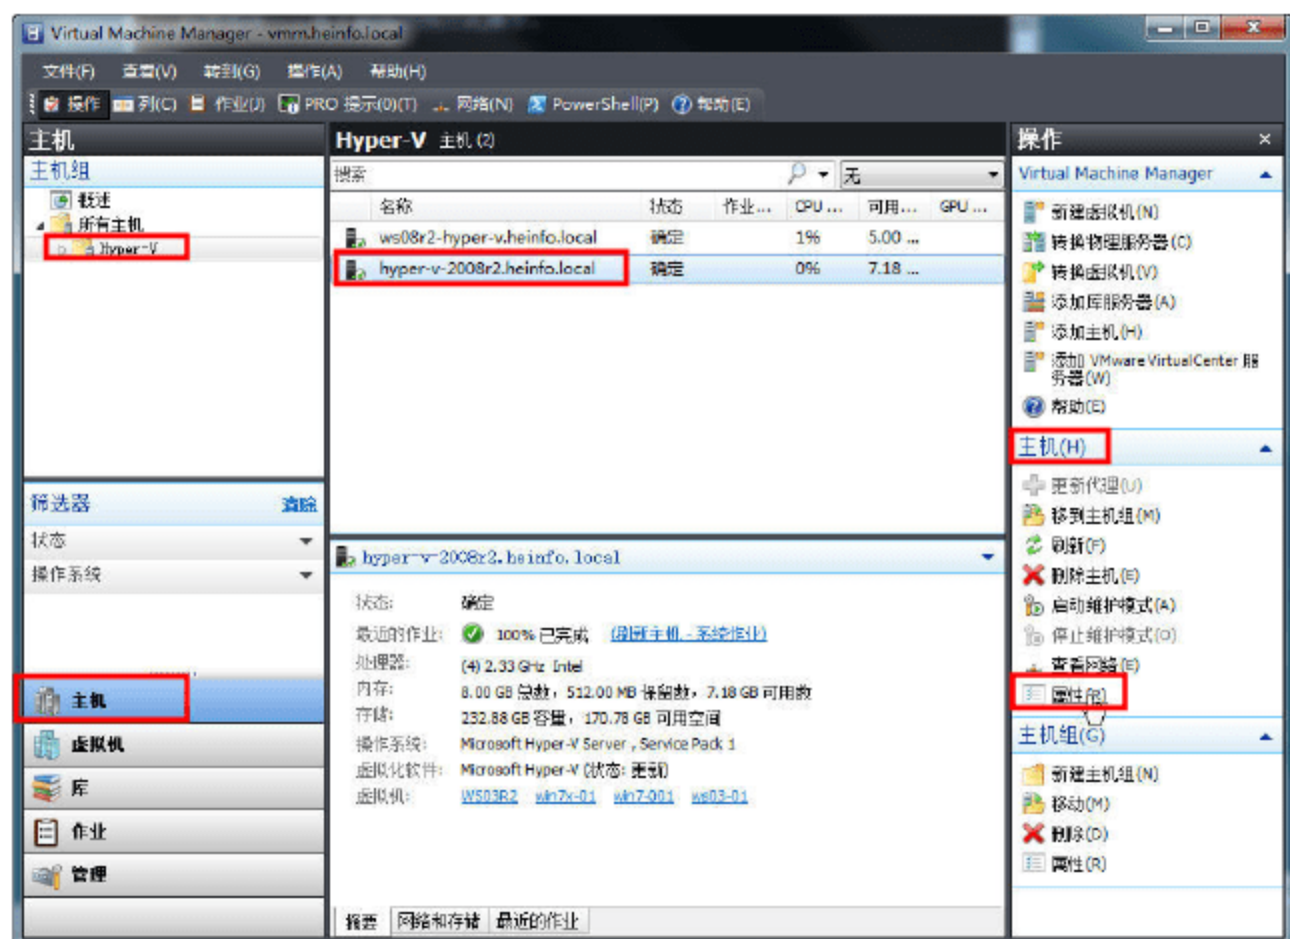 Virtual Machine Manager - vmm.heinfo.local
文件(F) 查看(V) 转到(G) 操作(A) 帮助(H)
操作 列(C) 作业(J) PRO 提示(0)(T) 网络(N) PowerShell(P) 帮助(E)
主机
主机组
概述
所有主机
Hyper-V
筛选器 清除
状态
操作系统
主机
虚拟机
库
作业
管理
Hyper-V 主机 (2)
搜索 无
名称 状态 作业... CPU ... 可用... GPU ...
ws08r2-hyper-v.heinfo.local 确定 1% 5.00 ...
hyper-v-2008r2.heinfo.local 确定 0% 7.18 ...
hyper-v-2008r2.heinfo.local
状态: 确定
最近的作业: 100% 已完成 (刷新主机 - 系统作业)
处理器: (4) 2.33 GHz Intel
内存: 8.00 GB 总数，512.00 MB 保留数，7.18 GB 可用数
存储: 232.88 GB 容量，170.78 GB 可用空间
操作系统: Microsoft Hyper-V Server , Service Pack 1
虚拟化软件: Microsoft Hyper-V (状态: 更新)
虚拟机: WS03R2 win7x-01 win7-001 ws03-01
摘要 网络和存储 最近的作业
操作 ×
Virtual Machine Manager
新建虚拟机(N)
转换物理服务器(C)
转换虚拟机(V)
添加库服务器(A)
添加主机(H)
添加 VMware VirtualCenter 服
务器(W)
帮助(E)
主机(H)
更新代理(U)
移到主机组(M)
刷新(F)
删除主机(E)
启动维护模式(A)
停止维护模式(O)
查看网络(E)
属性(R)
主机组(G)
新建主机组(N)
移动(M)
删除(D)
属性(R)